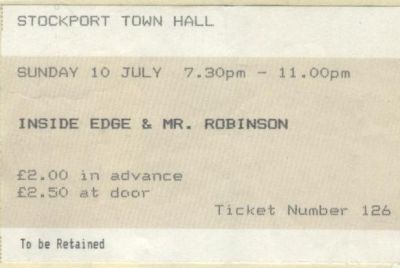 STOCKPORT TOWN HALL
SUNDAY 10 JULY 7.30pm - 11.00pm
INSIDE EDGE & MR. ROBINSON
£2.00 in advance
£2.50 at door
Ticket Number 126
To be Retained